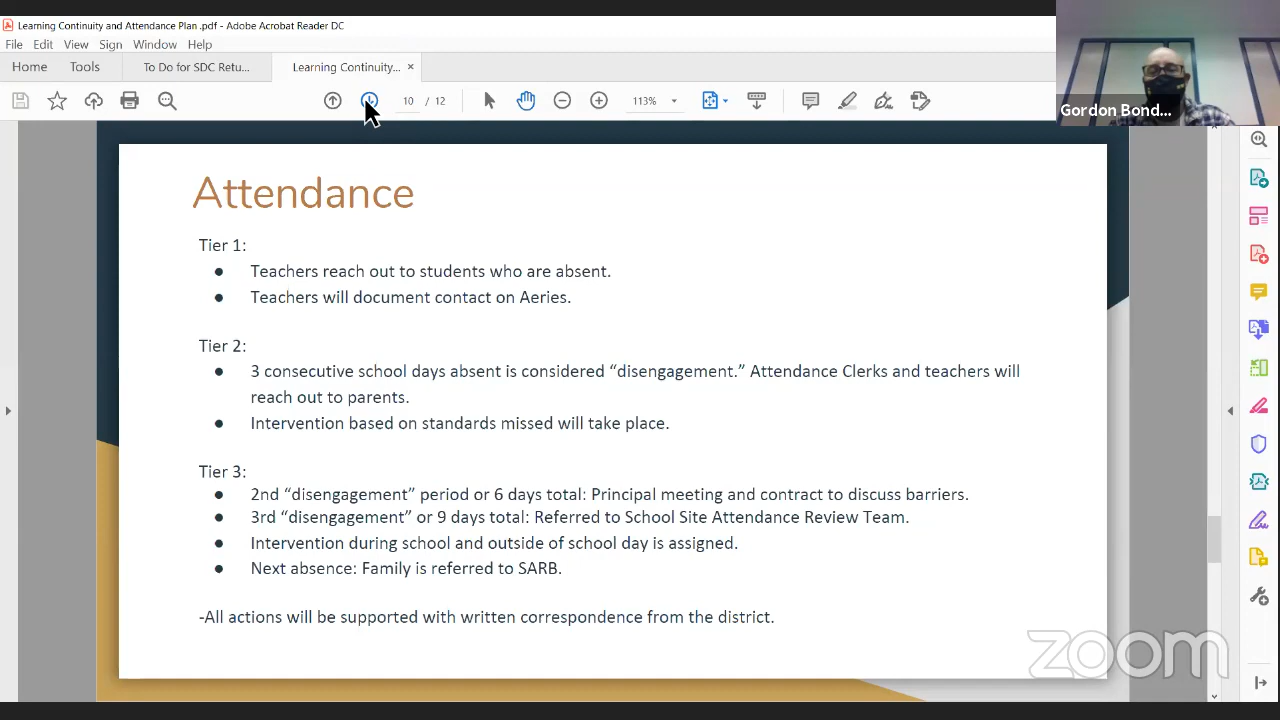 Learning Continuity and Attendance Plan .pdf - Adobe Acrobat Reader DC
File Edit View Sign Window Help
Home Tools To Do for SDC Retu... Learning Continuity... ×
10 / 12 113%
Gordon Bond...
Attendance
Tier 1:
● Teachers reach out to students who are absent.
● Teachers will document contact on Aeries.
Tier 2:
● 3 consecutive school days absent is considered “disengagement.” Attendance Clerks and teachers will
reach out to parents.
● Intervention based on standards missed will take place.
Tier 3:
● 2nd “disengagement” period or 6 days total: Principal meeting and contract to discuss barriers.
● 3rd “disengagement” or 9 days total: Referred to School Site Attendance Review Team.
● Intervention during school and outside of school day is assigned.
● Next absence: Family is referred to SARB.
-All actions will be supported with written correspondence from the district.
zoom